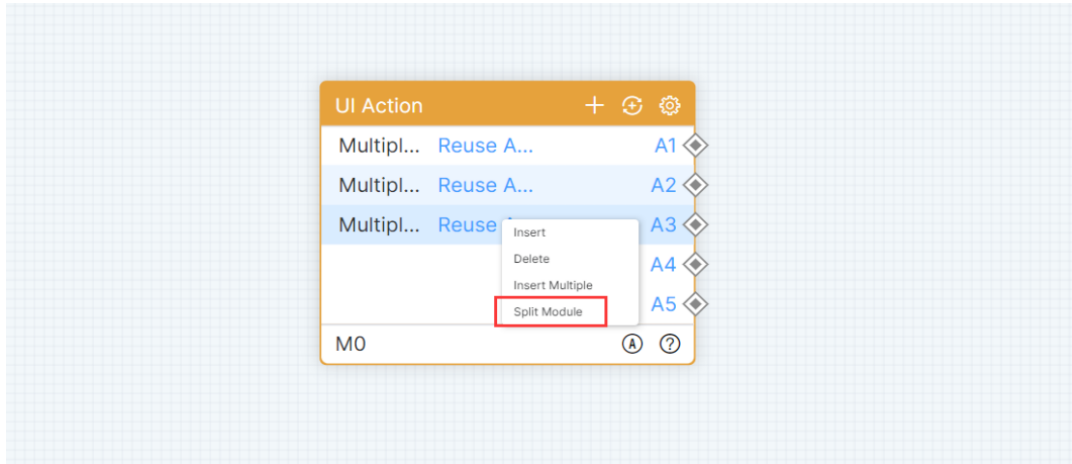 UI Action
Multipl... Reuse A... A1
Multipl... Reuse A... A2
Multipl... Reuse A3
Insert
Delete
A4
Insert Multiple
Split Module
A5
M0 A ?